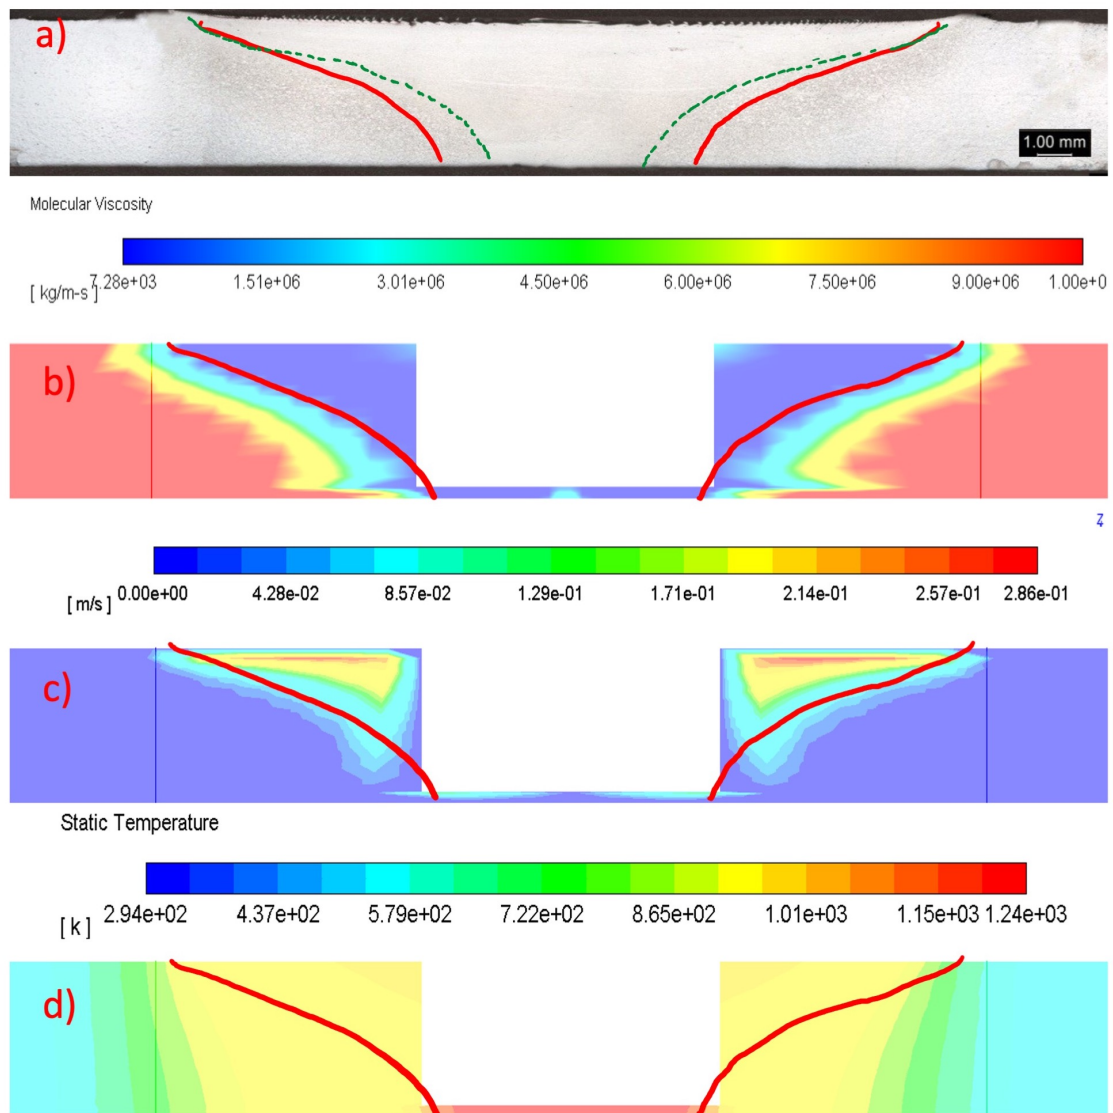 a)
1.00 mm
Molecular Viscosity
[ kg/m-s ]
7.28e+03 1.51e+06 3.01e+06 4.50e+06 6.00e+06 7.50e+06 9.00e+06 1.00e+0
b)
z
[ m/s ]
0.00e+00 4.28e-02 8.57e-02 1.29e-01 1.71e-01 2.14e-01 2.57e-01 2.86e-01
c)
Static Temperature
[ k ]
2.94e+02 4.37e+02 5.79e+02 7.22e+02 8.65e+02 1.01e+03 1.15e+03 1.24e+03
d)